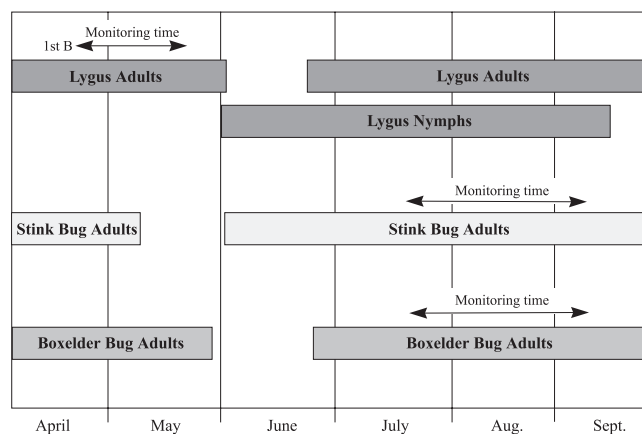 Monitoring time
1st B
Lygus Adults
Lygus Adults
Lygus Nymphs
Monitoring time
Stink Bug Adults
Stink Bug Adults
Monitoring time
Boxelder Bug Adults
Boxelder Bug Adults
April May June July Aug. Sept.